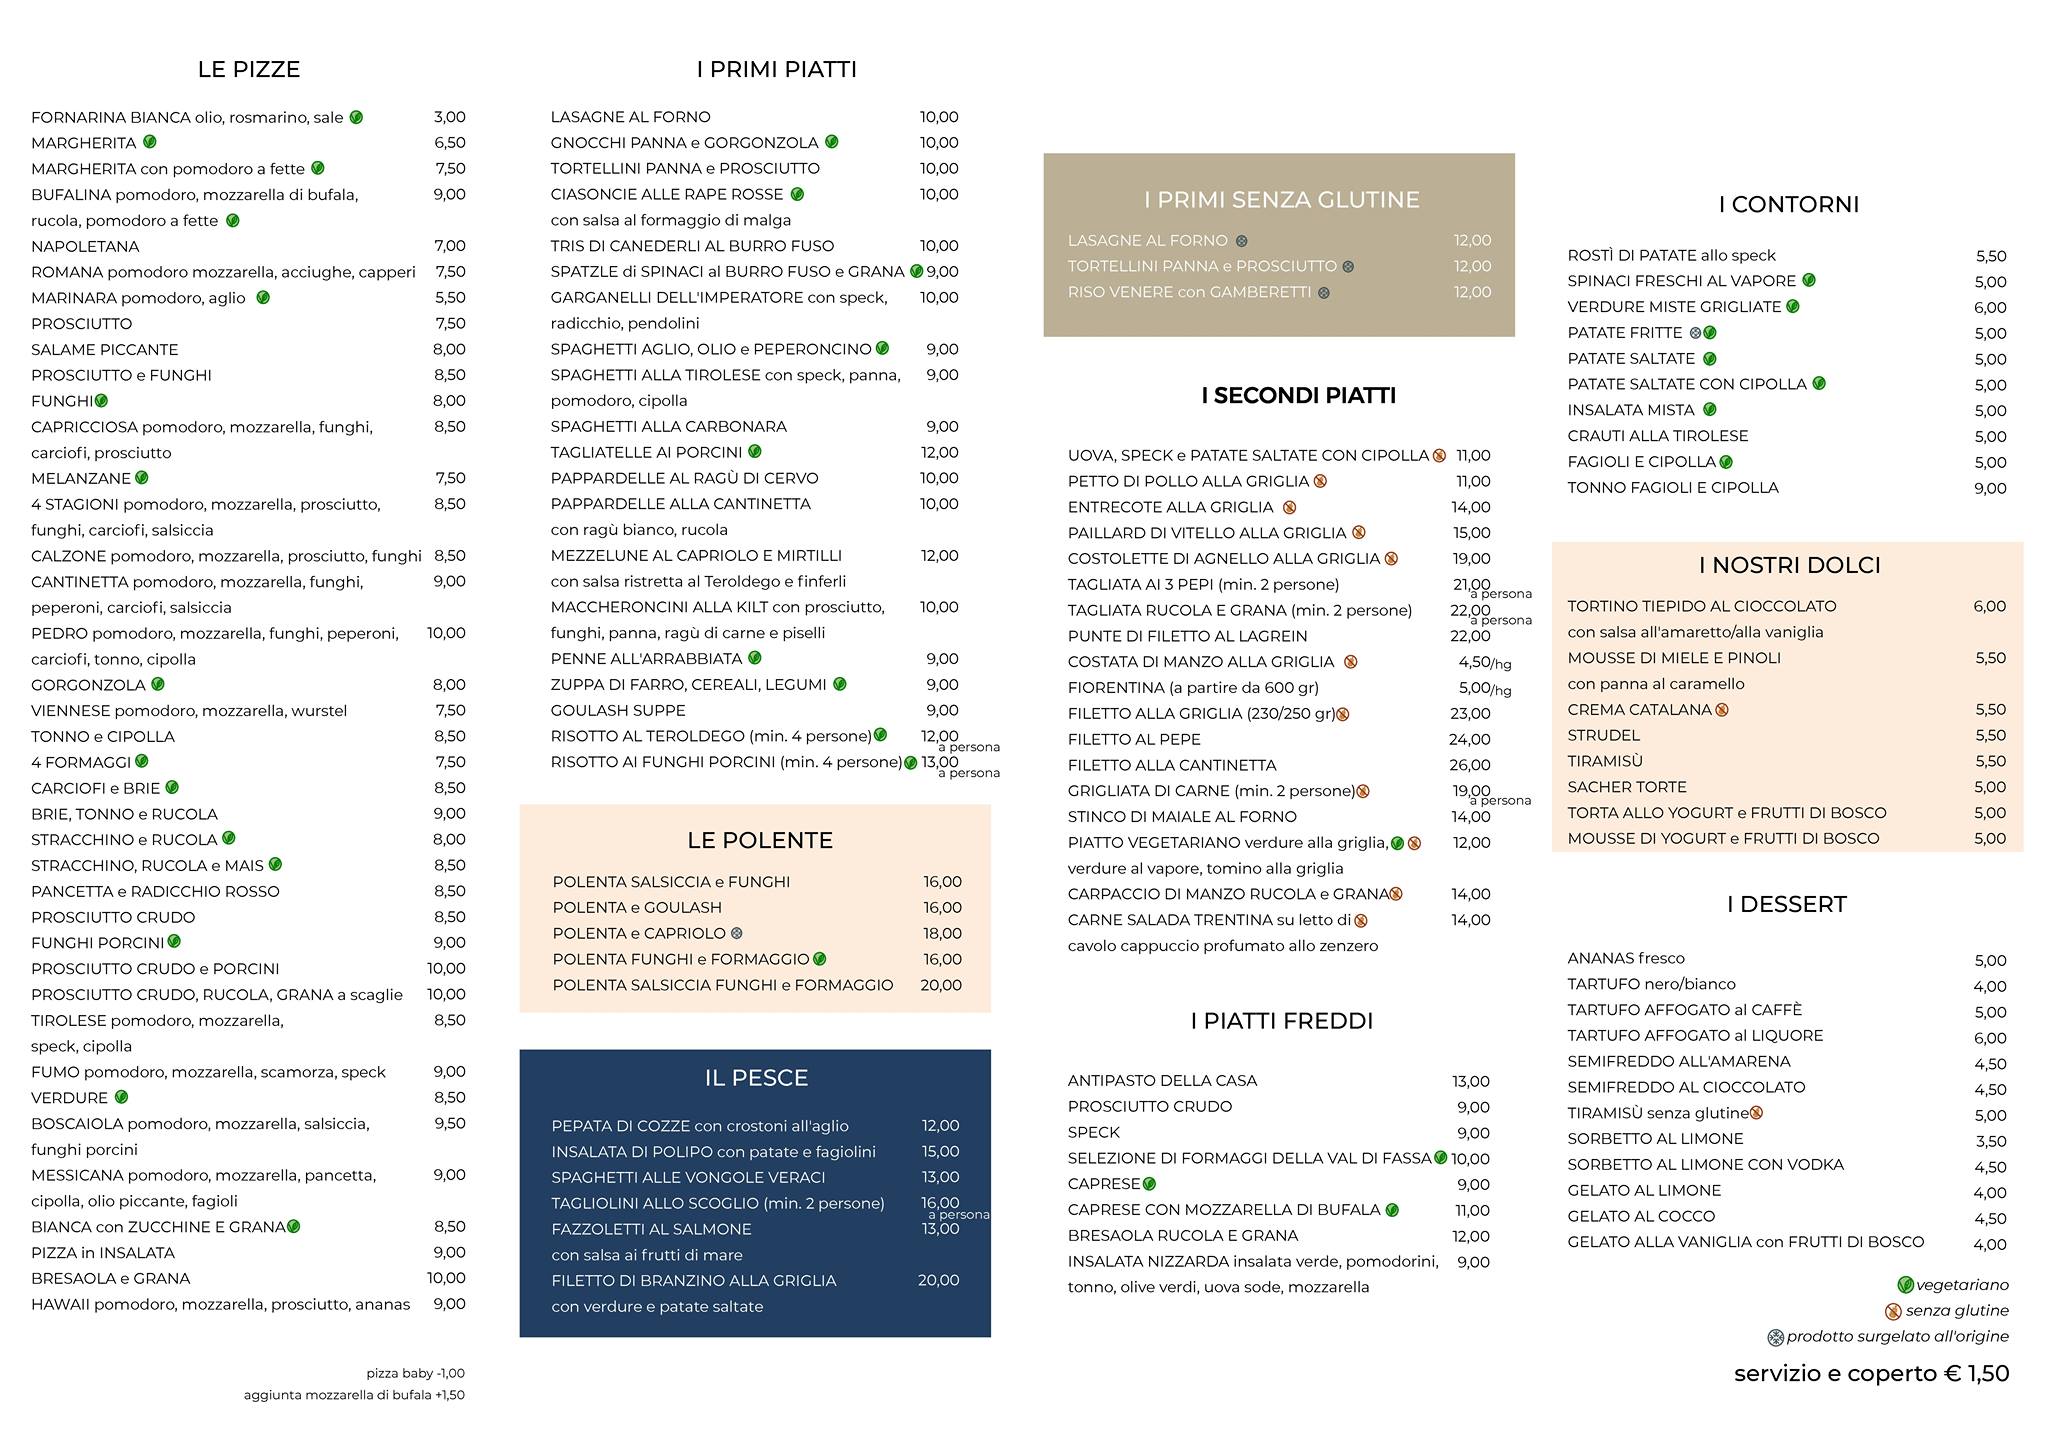 LE PIZZE
FORNARINA BIANCA olio, rosmarino, sale 3,00
MARGHERITA 6,50
MARGHERITA con pomodoro a fette 7,50
BUFALINA pomodoro, mozzarella di bufala, 9,00
rucola, pomodoro a fette
NAPOLETANA 7,00
ROMANA pomodoro mozzarella, acciughe, capperi 7,50
MARINARA pomodoro, aglio 5,50
PROSCIUTTO 7,50
SALAME PICCANTE 8,00
PROSCIUTTO e FUNGHI 8,50
FUNGHI 8,00
CAPRICCIOSA pomodoro, mozzarella, funghi, 8,50
carciofi, prosciutto
MELANZANE 7,50
4 STAGIONI pomodoro, mozzarella, prosciutto, 8,50
funghi, carciofi, salsiccia
CALZONE pomodoro, mozzarella, prosciutto, funghi 8,50
CANTINETTA pomodoro, mozzarella, funghi, 9,00
peperoni, carciofi, salsiccia
PEDRO pomodoro, mozzarella, funghi, peperoni, 10,00
carciofi, tonno, cipolla
GORGONZOLA 8,00
VIENNESE pomodoro, mozzarella, wurstel 7,50
TONNO e CIPOLLA 8,50
4 FORMAGGI 7,50
CARCIOFI e BRIE 8,50
BRIE, TONNO e RUCOLA 9,00
STRACCHINO e RUCOLA 8,00
STRACCHINO, RUCOLA e MAIS 8,50
PANCETTA e RADICCHIO ROSSO 8,50
PROSCIUTTO CRUDO 8,50
FUNGHI PORCINI 9,00
PROSCIUTTO CRUDO e PORCINI 10,00
PROSCIUTTO CRUDO, RUCOLA, GRANA a scaglie 10,00
TIROLESE pomodoro, mozzarella, 8,50
speck, cipolla
FUMO pomodoro, mozzarella, scamorza, speck 9,00
VERDURE 8,50
BOSCAIOLA pomodoro, mozzarella, salsiccia, 9,50
funghi porcini
MESSICANA pomodoro, mozzarella, pancetta, 9,00
cipolla, olio piccante, fagioli
BIANCA con ZUCCHINE E GRANA 8,50
PIZZA in INSALATA 9,00
BRESAOLA e GRANA 10,00
HAWAII pomodoro, mozzarella, prosciutto, ananas 9,00
pizza baby -1,00
aggiunta mozzarella di bufala +1,50
I PRIMI PIATTI
LASAGNE AL FORNO 10,00
GNOCCHI PANNA e GORGONZOLA 10,00
TORTELLINI PANNA e PROSCIUTTO 10,00
CIASONCIE ALLE RAPE ROSSE 10,00
con salsa al formaggio di malga
TRIS DI CANEDERLI AL BURRO FUSO 10,00
SPATZLE di SPINACI al BURRO FUSO e GRANA 9,00
GARGANELLI DELL'IMPERATORE con speck, 10,00
radicchio, pendolini
SPAGHETTI AGLIO, OLIO e PEPERONCINO 9,00
SPAGHETTI ALLA TIROLESE con speck, panna, 9,00
pomodoro, cipolla
SPAGHETTI ALLA CARBONARA 9,00
TAGLIATELLE AI PORCINI 12,00
PAPPARDELLE AL RAGÙ DI CERVO 10,00
PAPPARDELLE ALLA CANTINETTA 10,00
con ragù bianco, rucola
MEZZELUNE AL CAPRIOLO E MIRTILLI 12,00
con salsa ristretta al Teroldego e finferli
MACCHERONCINI ALLA KILT con prosciutto, 10,00
funghi, panna, ragù di carne e piselli
PENNE ALL'ARRABBIATA 9,00
ZUPPA DI FARRO, CEREALI, LEGUMI 9,00
GOULASH SUPPE 9,00
RISOTTO AL TEROLDEGO (min. 4 persone) 12,00
a persona
RISOTTO AI FUNGHI PORCINI (min. 4 persone) 13,00
a persona
LE POLENTE
POLENTA SALSICCIA e FUNGHI 16,00
POLENTA e GOULASH 16,00
POLENTA e CAPRIOLO 18,00
POLENTA FUNGHI e FORMAGGIO 16,00
POLENTA SALSICCIA FUNGHI e FORMAGGIO 20,00
IL PESCE
PEPATA DI COZZE con crostoni all'aglio 12,00
INSALATA DI POLIPO con patate e fagiolini 15,00
SPAGHETTI ALLE VONGOLE VERACI 13,00
TAGLIOLINI ALLO SCOGLIO (min. 2 persone) 16,00
a persona
FAZZOLETTI AL SALMONE 13,00
con salsa ai frutti di mare
FILETTO DI BRANZINO ALLA GRIGLIA 20,00
con verdure e patate saltate
I PRIMI SENZA GLUTINE
LASAGNE AL FORNO 12,00
TORTELLINI PANNA e PROSCIUTTO 12,00
RISO VENERE con GAMBERETTI 12,00
I SECONDI PIATTI
UOVA, SPECK e PATATE SALTATE CON CIPOLLA 11,00
PETTO DI POLLO ALLA GRIGLIA 11,00
ENTRECOTE ALLA GRIGLIA 14,00
PAILLARD DI VITELLO ALLA GRIGLIA 15,00
COSTOLETTE DI AGNELLO ALLA GRIGLIA 19,00
TAGLIATA AI 3 PEPI (min. 2 persone) 21,00
a persona
TAGLIATA RUCOLA E GRANA (min. 2 persone) 22,00
a persona
PUNTE DI FILETTO AL LAGREIN 22,00
COSTATA DI MANZO ALLA GRIGLIA 4,50/hg
FIORENTINA (a partire da 600 gr) 5,00/hg
FILETTO ALLA GRIGLIA (230/250 gr) 23,00
FILETTO AL PEPE 24,00
FILETTO ALLA CANTINETTA 26,00
GRIGLIATA DI CARNE (min. 2 persone) 19,00
a persona
STINCO DI MAIALE AL FORNO 14,00
PIATTO VEGETARIANO verdure alla griglia, 12,00
verdure al vapore, tomino alla griglia
CARPACCIO DI MANZO RUCOLA e GRANA 14,00
CARNE SALADA TRENTINA su letto di 14,00
cavolo cappuccio profumato allo zenzero
I PIATTI FREDDI
ANTIPASTO DELLA CASA 13,00
PROSCIUTTO CRUDO 9,00
SPECK 9,00
SELEZIONE DI FORMAGGI DELLA VAL DI FASSA 10,00
CAPRESE 9,00
CAPRESE CON MOZZARELLA DI BUFALA 11,00
BRESAOLA RUCOLA E GRANA 12,00
INSALATA NIZZARDA insalata verde, pomodorini, 9,00
tonno, olive verdi, uova sode, mozzarella
I CONTORNI
ROSTÌ DI PATATE allo speck 5,50
SPINACI FRESCHI AL VAPORE 5,00
VERDURE MISTE GRIGLIATE 6,00
PATATE FRITTE 5,00
PATATE SALTATE 5,00
PATATE SALTATE CON CIPOLLA 5,00
INSALATA MISTA 5,00
CRAUTI ALLA TIROLESE 5,00
FAGIOLI E CIPOLLA 5,00
TONNO FAGIOLI E CIPOLLA 9,00
I NOSTRI DOLCI
TORTINO TIEPIDO AL CIOCCOLATO 6,00
con salsa all'amaretto/alla vaniglia
MOUSSE DI MIELE E PINOLI 5,50
con panna al caramello
CREMA CATALANA 5,50
STRUDEL 5,50
TIRAMISÙ 5,50
SACHER TORTE 5,00
TORTA ALLO YOGURT e FRUTTI DI BOSCO 5,00
MOUSSE DI YOGURT e FRUTTI DI BOSCO 5,00
I DESSERT
ANANAS fresco 5,00
TARTUFO nero/bianco 4,00
TARTUFO AFFOGATO al CAFFÈ 5,00
TARTUFO AFFOGATO al LIQUORE 6,00
SEMIFREDDO ALL'AMARENA 4,50
SEMIFREDDO AL CIOCCOLATO 4,50
TIRAMISÙ senza glutine 5,00
SORBETTO AL LIMONE 3,50
SORBETTO AL LIMONE CON VODKA 4,50
GELATO AL LIMONE 4,00
GELATO AL COCCO 4,50
GELATO ALLA VANIGLIA con FRUTTI DI BOSCO 4,00
vegetariano
senza glutine
prodotto surgelato all'origine
servizio e coperto € 1,50